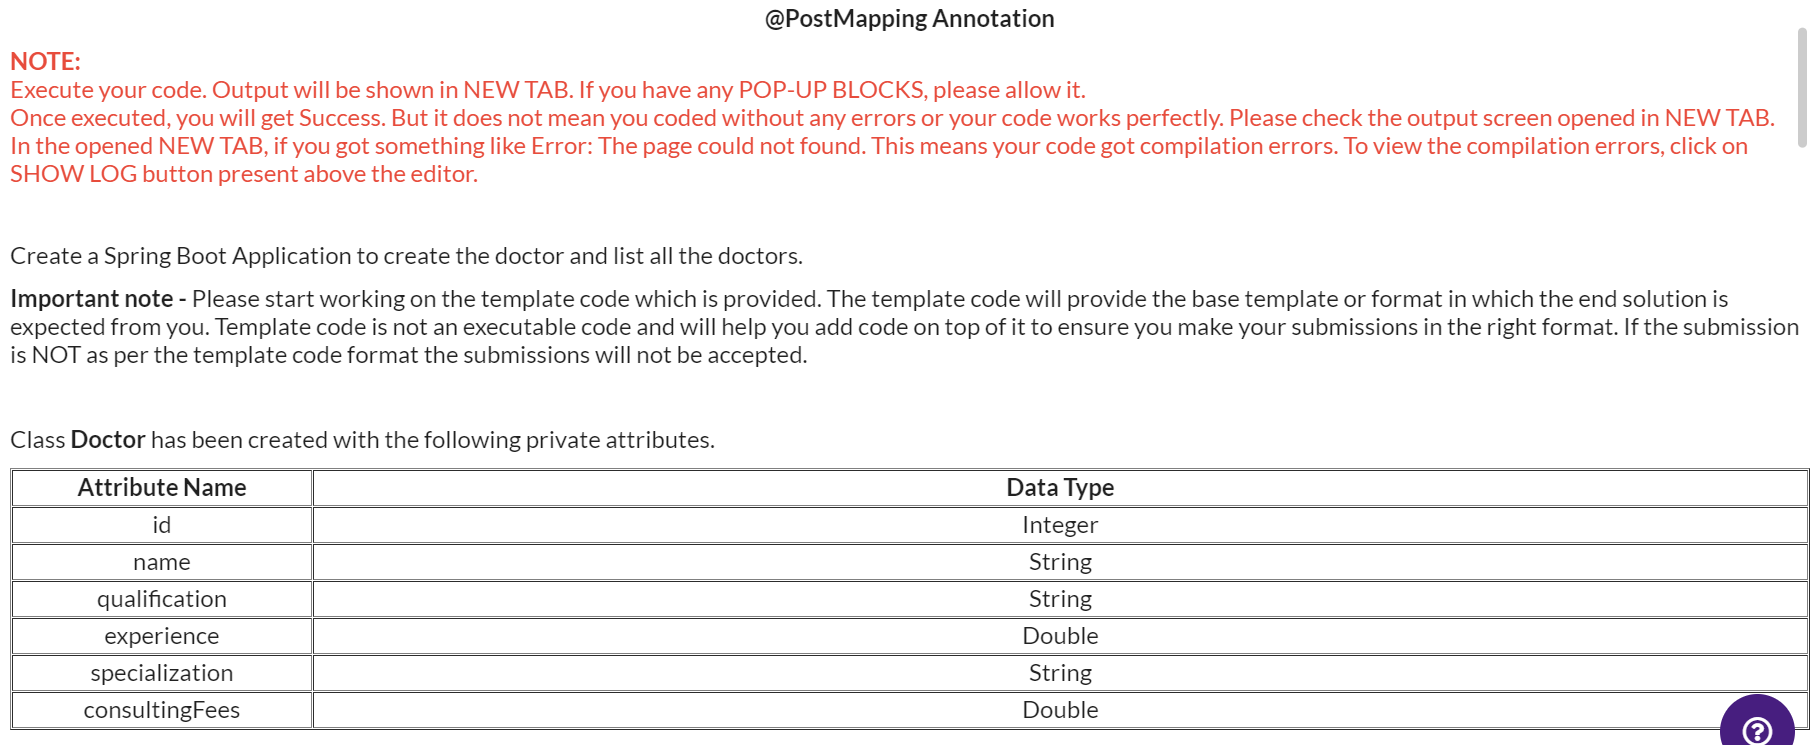 @PostMapping Annotation
NOTE:
Execute your code. Output will be shown in NEW TAB. If you have any POP-UP BLOCKS, please allow it.
Once executed, you will get Success. But it does not mean you coded without any errors or your code works perfectly. Please check the output screen opened in NEW TAB.
In the opened NEW TAB, if you got something like Error: The page could not found. This means your code got compilation errors. To view the compilation errors, click on
SHOW LOG button present above the editor.
Create a Spring Boot Application to create the doctor and list all the doctors.
Important note - Please start working on the template code which is provided. The template code will provide the base template or format in which the end solution is
expected from you. Template code is not an executable code and will help you add code on top of it to ensure you make your submissions in the right format. If the submission
is NOT as per the template code format the submissions will not be accepted.
Class Doctor has been created with the following private attributes.
Attribute Name Data Type
id Integer
name String
qualification String
experience Double
specialization String
consultingFees Double
?